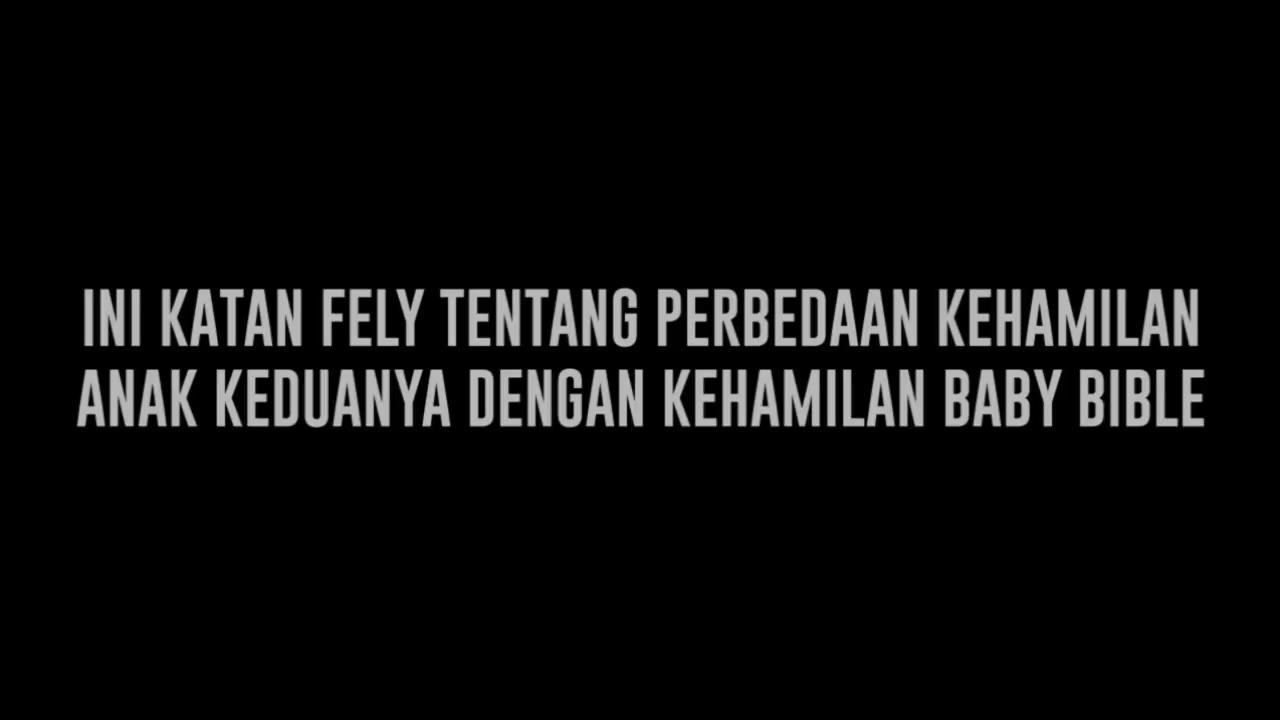 INI KATAN FELY TENTANG PERBEDAAN KEHAMILAN
ANAK KEDUANYA DENGAN KEHAMILAN BABY BIBLE